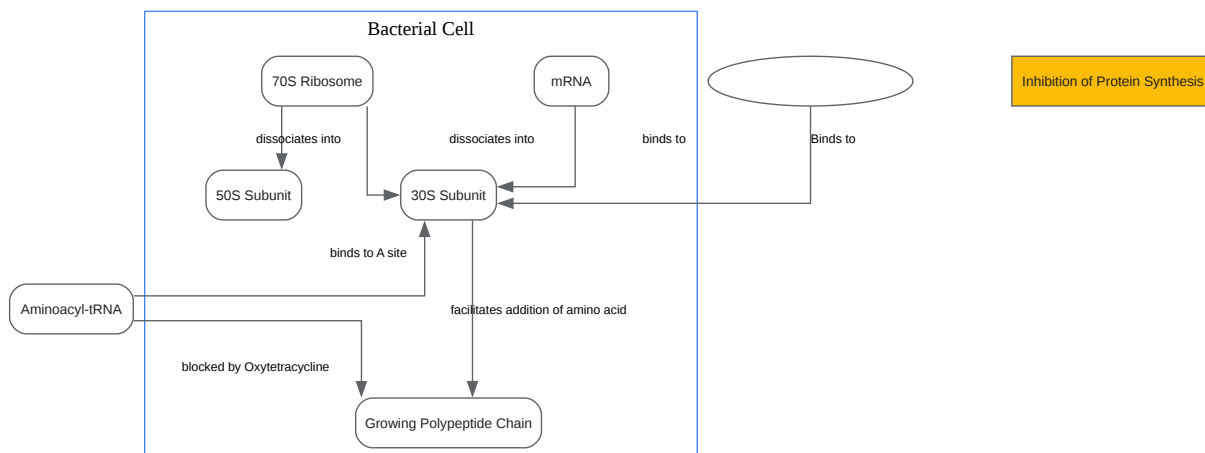 Bacterial Cell
70S Ribosome
mRNA
Inhibition of Protein Synthesis
dissociates into
dissociates into
binds to
Binds to
50S Subunit
30S Subunit
binds to A site
Aminoacyl-tRNA
facilitates addition of amino acid
blocked by Oxytetracycline
Growing Polypeptide Chain